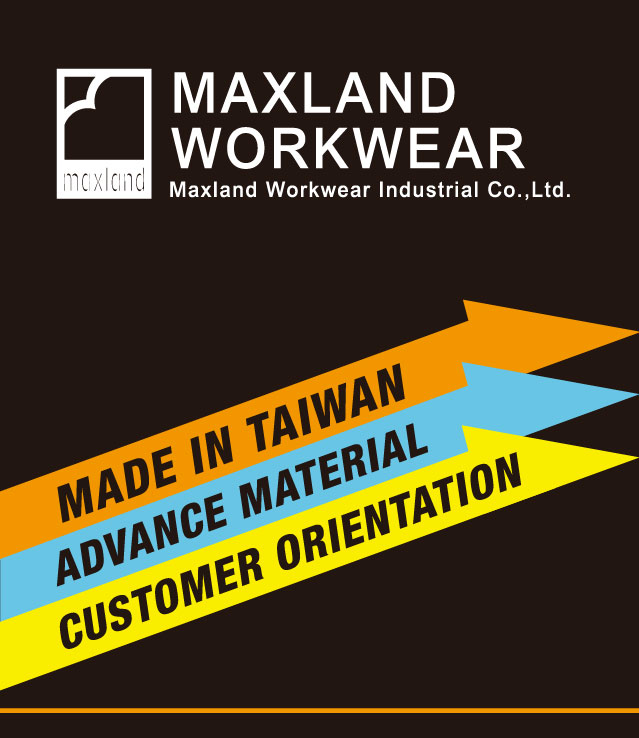 maxland
MAXLAND
WORKWEAR
Maxland Workwear Industrial Co.,Ltd.
MADE IN TAIWAN
ADVANCE MATERIAL
CUSTOMER ORIENTATION